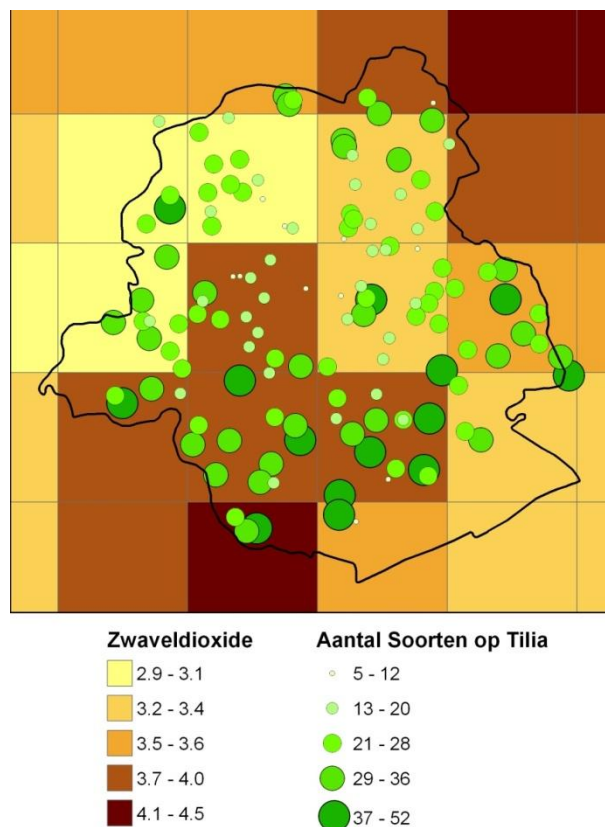 Zwaveldioxide
2.9 - 3.1
3.2 - 3.4
3.5 - 3.6
3.7 - 4.0
4.1 - 4.5
Aantal Soorten op Tilia
5 - 12
13 - 20
21 - 28
29 - 36
37 - 52